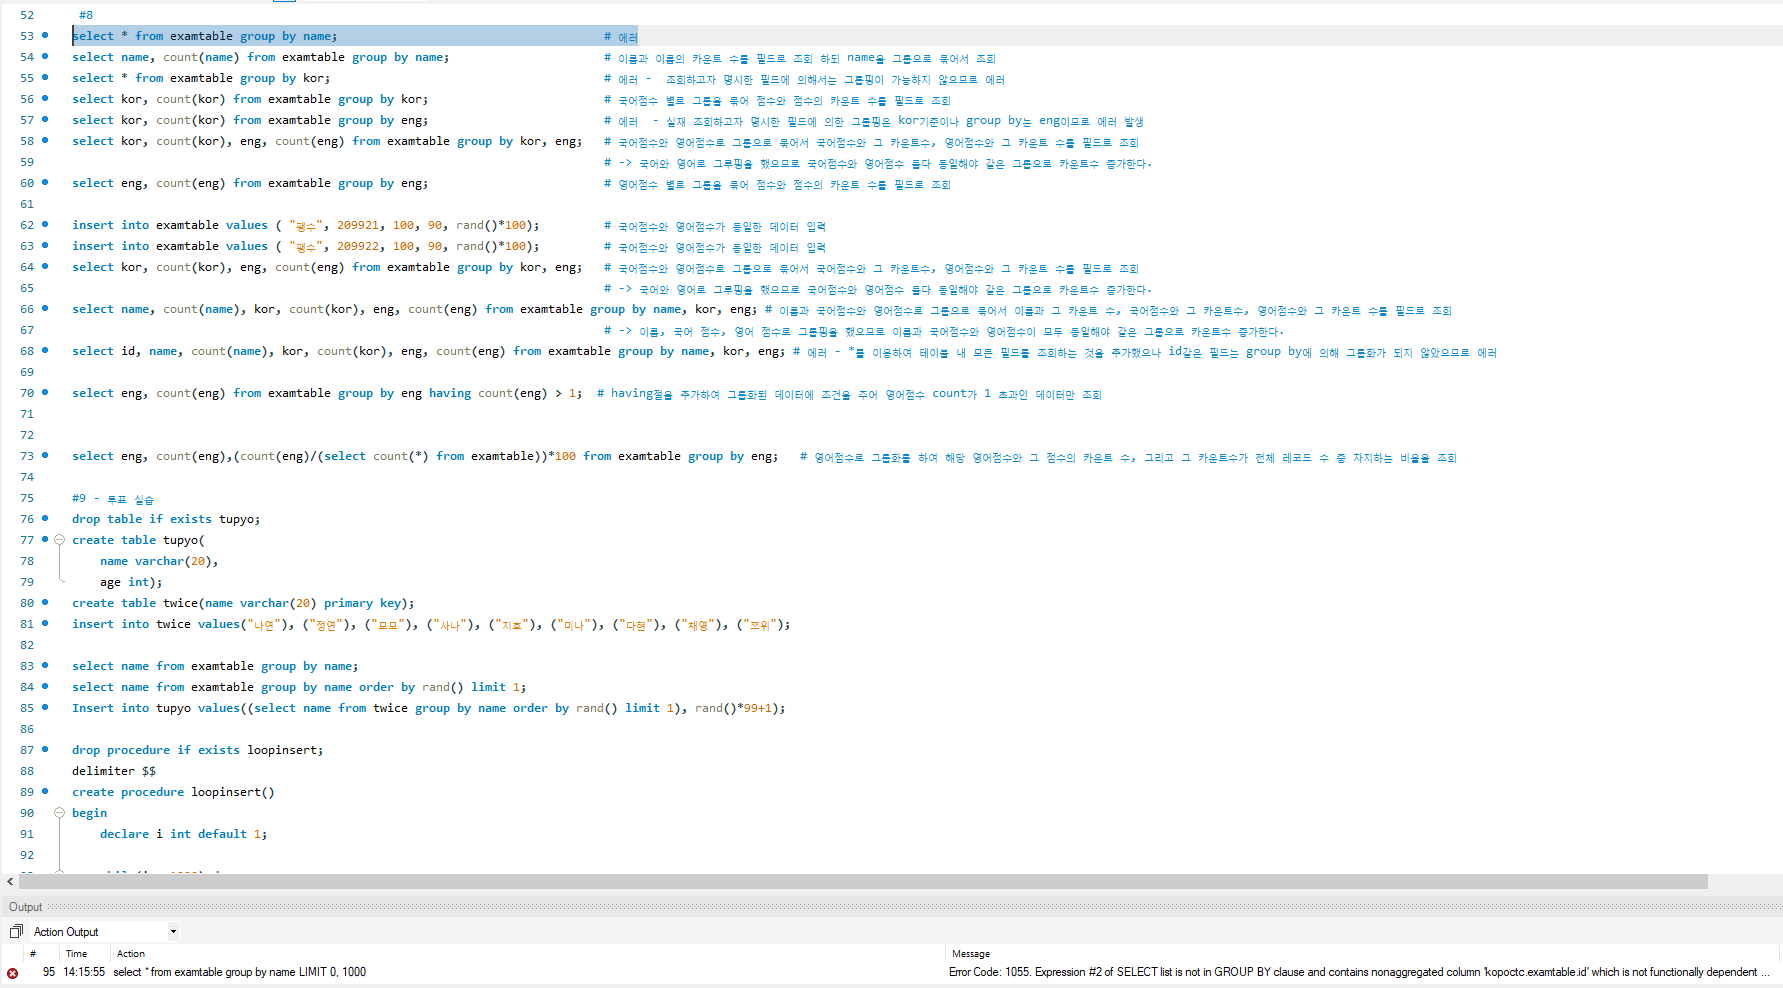 52 #8
53 select * from examtable group by name; # 에러
54 select name, count(name) from examtable group by name; # 이름과 이름의 카운트 수를 필드로 조회 하되 name을 그룹으로 묶어서 조회
55 select * from examtable group by kor; # 에러 - 조회하고자 명시한 필드에 의해서는 그룹핑이 가능하지 않으므로 에러
56 select kor, count(kor) from examtable group by kor; # 국어점수 별로 그룹을 묶어 점수와 점수의 카운트 수를 필드로 조회
57 select kor, count(kor) from examtable group by eng; # 에러 - 실재 조회하고자 명시한 필드에 의한 그룹핑은 kor기준이나 group by는 eng이므로 에러 발생
58 select kor, count(kor), eng, count(eng) from examtable group by kor, eng; # 국어점수와 영어점수로 그룹으로 묶어서 국어점수와 그 카운트수, 영어점수와 그 카운트 수를 필드로 조회
59 # -> 국어와 영어로 그루핑을 했으므로 국어점수와 영어점수 둘다 동일해야 같은 그룹으로 카운트수 증가한다.
60 select eng, count(eng) from examtable group by eng; # 영어점수 별로 그룹을 묶어 점수와 점수의 카운트 수를 필드로 조회
61
62 insert into examtable values ( "팽수", 209921, 100, 90, rand()*100); # 국어점수와 영어점수가 동일한 데이터 입력
63 insert into examtable values ( "팽수", 209922, 100, 90, rand()*100); # 국어점수와 영어점수가 동일한 데이터 입력
64 select kor, count(kor), eng, count(eng) from examtable group by kor, eng; # 국어점수와 영어점수로 그룹으로 묶어서 국어점수와 그 카운트수, 영어점수와 그 카운트 수를 필드로 조회
65 # -> 국어와 영어로 그루핑을 했으므로 국어점수와 영어점수 둘다 동일해야 같은 그룹으로 카운트수 증가한다.
66 select name, count(name), kor, count(kor), eng, count(eng) from examtable group by name, kor, eng; # 이름과 국어점수와 영어점수로 그룹으로 묶어서 이름과 그 카운트 수, 국어점수와 그 카운트수, 영어점수와 그 카운트 수를 필드로 조회
67 # -> 이름, 국어 점수, 영어 점수로 그룹핑을 했으므로 이름과 국어점수와 영어점수이 모두 동일해야 같은 그룹으로 카운트수 증가한다.
68 select id, name, count(name), kor, count(kor), eng, count(eng) from examtable group by name, kor, eng; # 에러 - *를 이용하여 테이블 내 모든 필드를 조회하는 것을 추가했으나 id같은 필드는 group by에 의해 그룹화가 되지 않았으므로 에러
69
70 select eng, count(eng) from examtable group by eng having count(eng) > 1; # having절을 추가하여 그룹화된 데이터에 조건을 주어 영어점수 count가 1 초과인 데이터만 조회
71
72
73 select eng, count(eng),(count(eng)/(select count(*) from examtable))*100 from examtable group by eng; # 영어점수로 그룹화를 하여 해당 영어점수와 그 점수의 카운트 수, 그리고 그 카운트수가 전체 레코드 수 중 차지하는 비율을 조회
74
75 #9 - 투표 실습
76 drop table if exists tupyo;
77 create table tupyo(
78 name varchar(20),
79 age int);
80 create table twice(name varchar(20) primary key);
81 insert into twice values("나연"), ("정연"), ("모모"), ("사나"), ("지효"), ("미나"), ("다현"), ("채영"), ("쯔위");
82
83 select name from examtable group by name;
84 select name from examtable group by name order by rand() limit 1;
85 Insert into tupyo values((select name from twice group by name order by rand() limit 1), rand()*99+1);
86
87 drop procedure if exists loopinsert;
88 delimiter $$
89 create procedure loopinsert()
90 begin
91 declare i int default 1;
92
Output
Action Output
# Time Action Message
95 14:15:55 select * from examtable group by name LIMIT 0, 1000 Error Code: 1055. Expression #2 of SELECT list is not in GROUP BY clause and contains nonaggregated column 'kopoctc.examtable.id' which is not functionally dependent ...